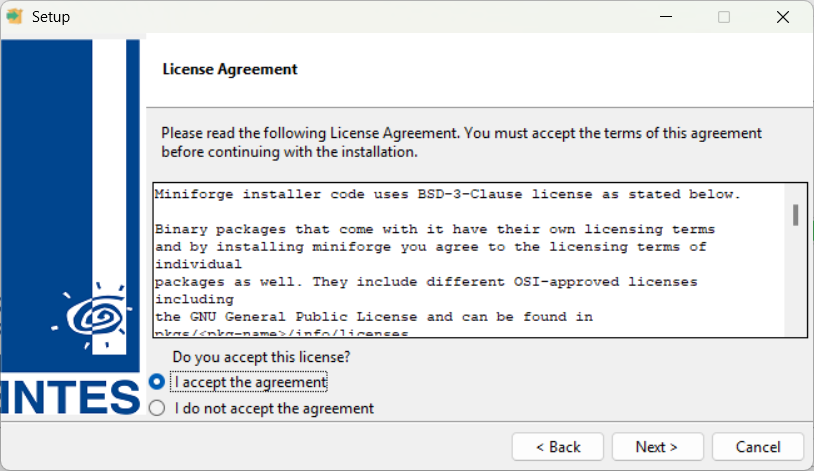 Setup
License Agreement
Please read the following License Agreement. You must accept the terms of this agreement
before continuing with the installation.
Miniforge installer code uses BSD-3-Clause license as stated below.
Binary packages that come with it have their own licensing terms
and by installing miniforge you agree to the licensing terms of
individual
packages as well. They include different OSI-approved licenses
including
the GNU General Public License and can be found in
pkgs/<pkg-name>/info/licenses
Do you accept this license?
I accept the agreement
I do not accept the agreement
INTES
< Back
Next >
Cancel